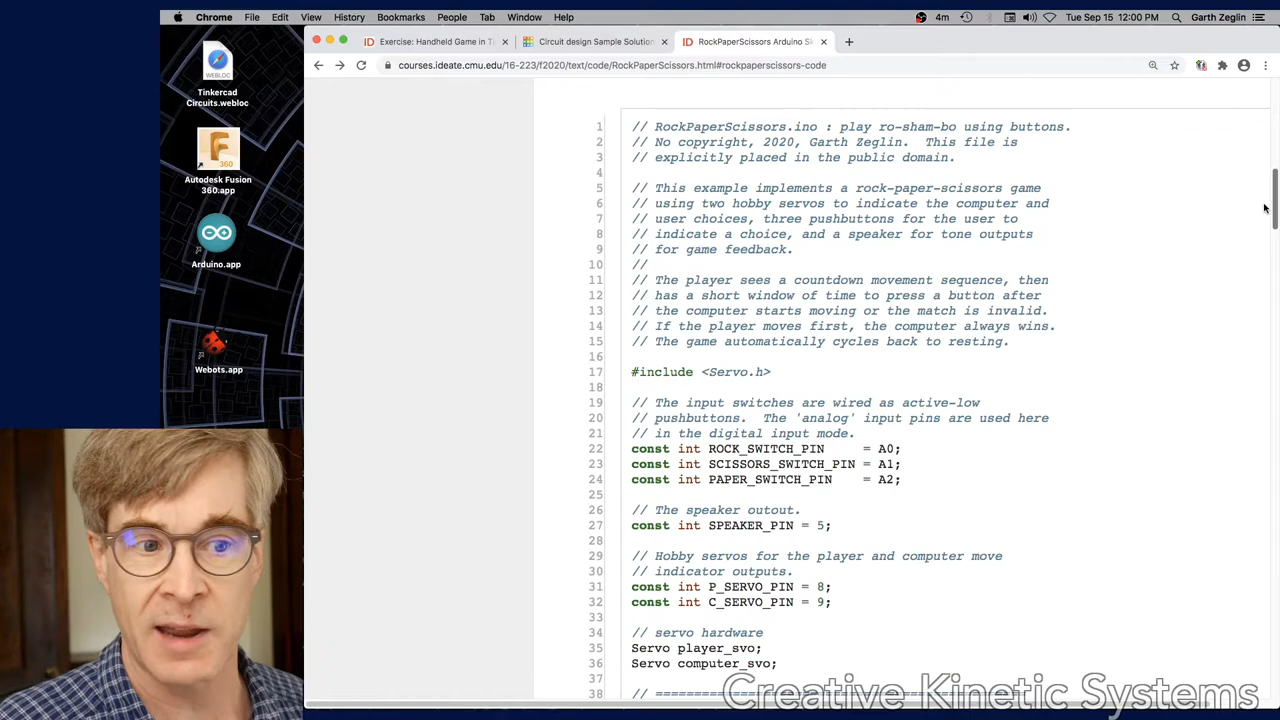 Chrome File Edit View History Bookmarks People Tab Window Help 4m Tue Sep 15 12:00 PM Garth Zeglin
Exercise: Handheld Game in Ti
Circuit design Sample Solution
RockPaperScissors Arduino Sk
courses.ideate.cmu.edu/16-223/f2020/text/code/RockPaperScissors.html#rockpaperscissors-code
WEBLOC
Tinkercad
Circuits.webloc
360
Autodesk Fusion
360.app
Arduino.app
Webots.app
1 // RockPaperScissors.ino : play ro-sham-bo using buttons.
2 // No copyright, 2020, Garth Zeglin. This file is
3 // explicitly placed in the public domain.
4
5 // This example implements a rock-paper-scissors game
6 // using two hobby servos to indicate the computer and
7 // user choices, three pushbuttons for the user to
8 // indicate a choice, and a speaker for tone outputs
9 // for game feedback.
10 //
11 // The player sees a countdown movement sequence, then
12 // has a short window of time to press a button after
13 // the computer starts moving or the match is invalid.
14 // If the player moves first, the computer always wins.
15 // The game automatically cycles back to resting.
16
17 #include <Servo.h>
18
19 // The input switches are wired as active-low
20 // pushbuttons. The 'analog' input pins are used here
21 // in the digital input mode.
22 const int ROCK_SWITCH_PIN = A0;
23 const int SCISSORS_SWITCH_PIN = A1;
24 const int PAPER_SWITCH_PIN = A2;
25
26 // The speaker outout.
27 const int SPEAKER_PIN = 5;
28
29 // Hobby servos for the player and computer move
30 // indicator outputs.
31 const int P_SERVO_PIN = 8;
32 const int C_SERVO_PIN = 9;
33
34 // servo hardware
35 Servo player_svo;
36 Servo computer_svo;
37
38 // ================
Creative Kinetic Systems